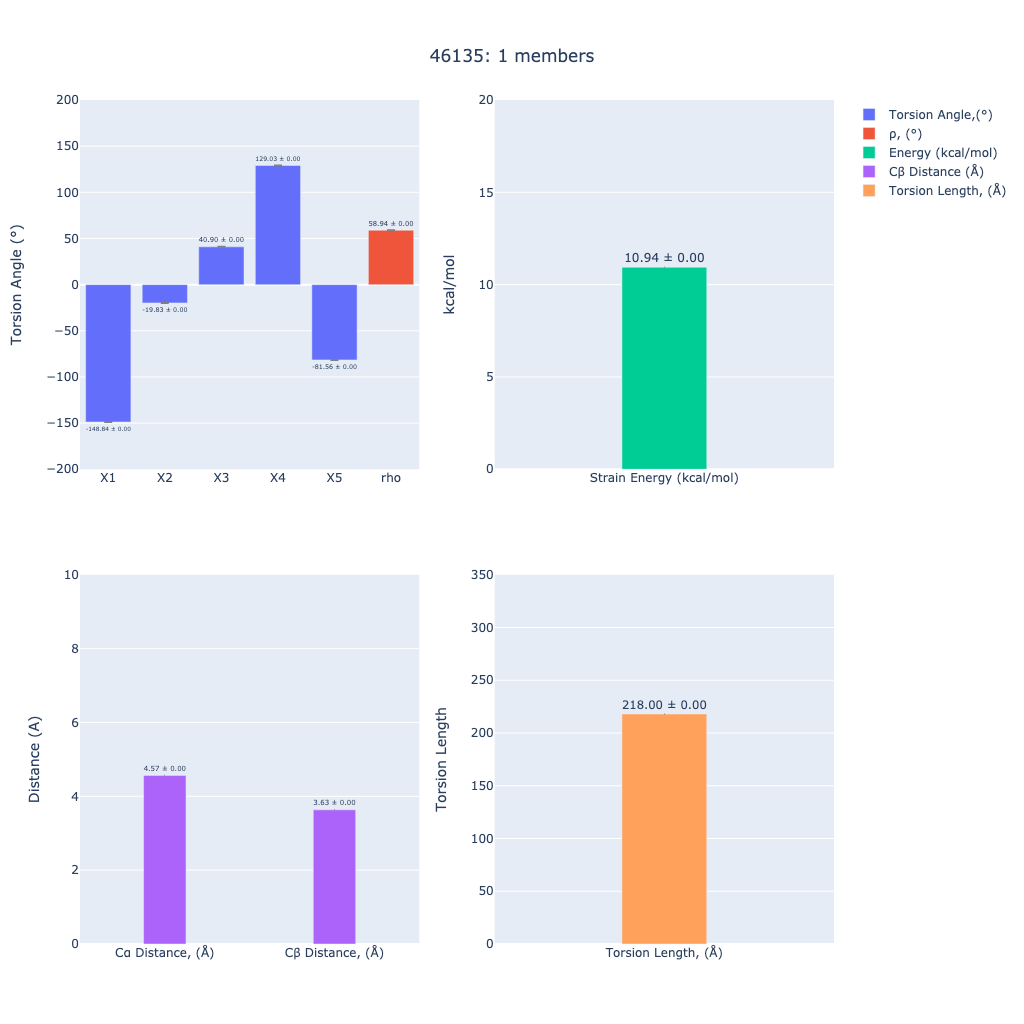 46135: 1 members
Torsion Angle (°)
200
150
100
50
0
−50
−100
−150
−200
-148.84 ± 0.00
-19.83 ± 0.00
40.90 ± 0.00
129.03 ± 0.00
-81.56 ± 0.00
58.94 ± 0.00
X1 X2 X3 X4 X5 rho
kcal/mol
20
15
10
5
0
10.94 ± 0.00
Strain Energy (kcal/mol)
Torsion Angle,(°)
ρ, (°)
Energy (kcal/mol)
Cβ Distance (Å)
Torsion Length, (Å)
Distance (A)
10
8
6
4
2
0
4.57 ± 0.00
3.63 ± 0.00
Cα Distance, (Å) Cβ Distance, (Å)
Torsion Length
350
300
250
200
150
100
50
0
218.00 ± 0.00
Torsion Length, (Å)